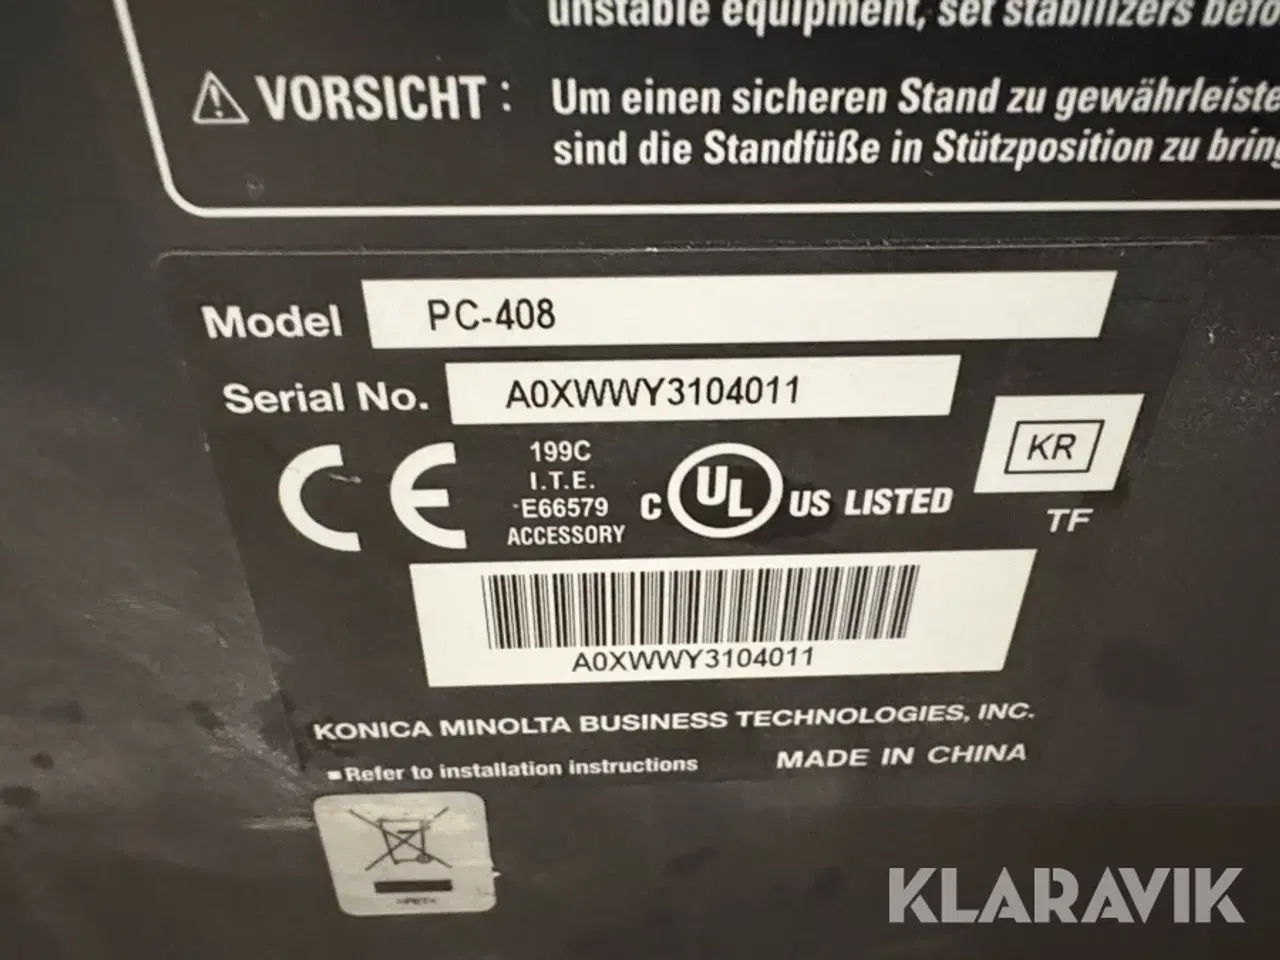 unstable equipment, set stabilizers befo
⚠ VORSICHT : Um einen sicheren Stand zu gewährleiste
sind die Standfüße in Stützposition zu bring
Model PC-408
Serial No. A0XWWY3104011
CE
199C
I.T.E.
E66579
ACCESSORY
C UL US LISTED
KR
TF
A0XWWY3104011
KONICA MINOLTA BUSINESS TECHNOLOGIES, INC.
■Refer to installation instructions MADE IN CHINA
>PET<
KLARAVIK